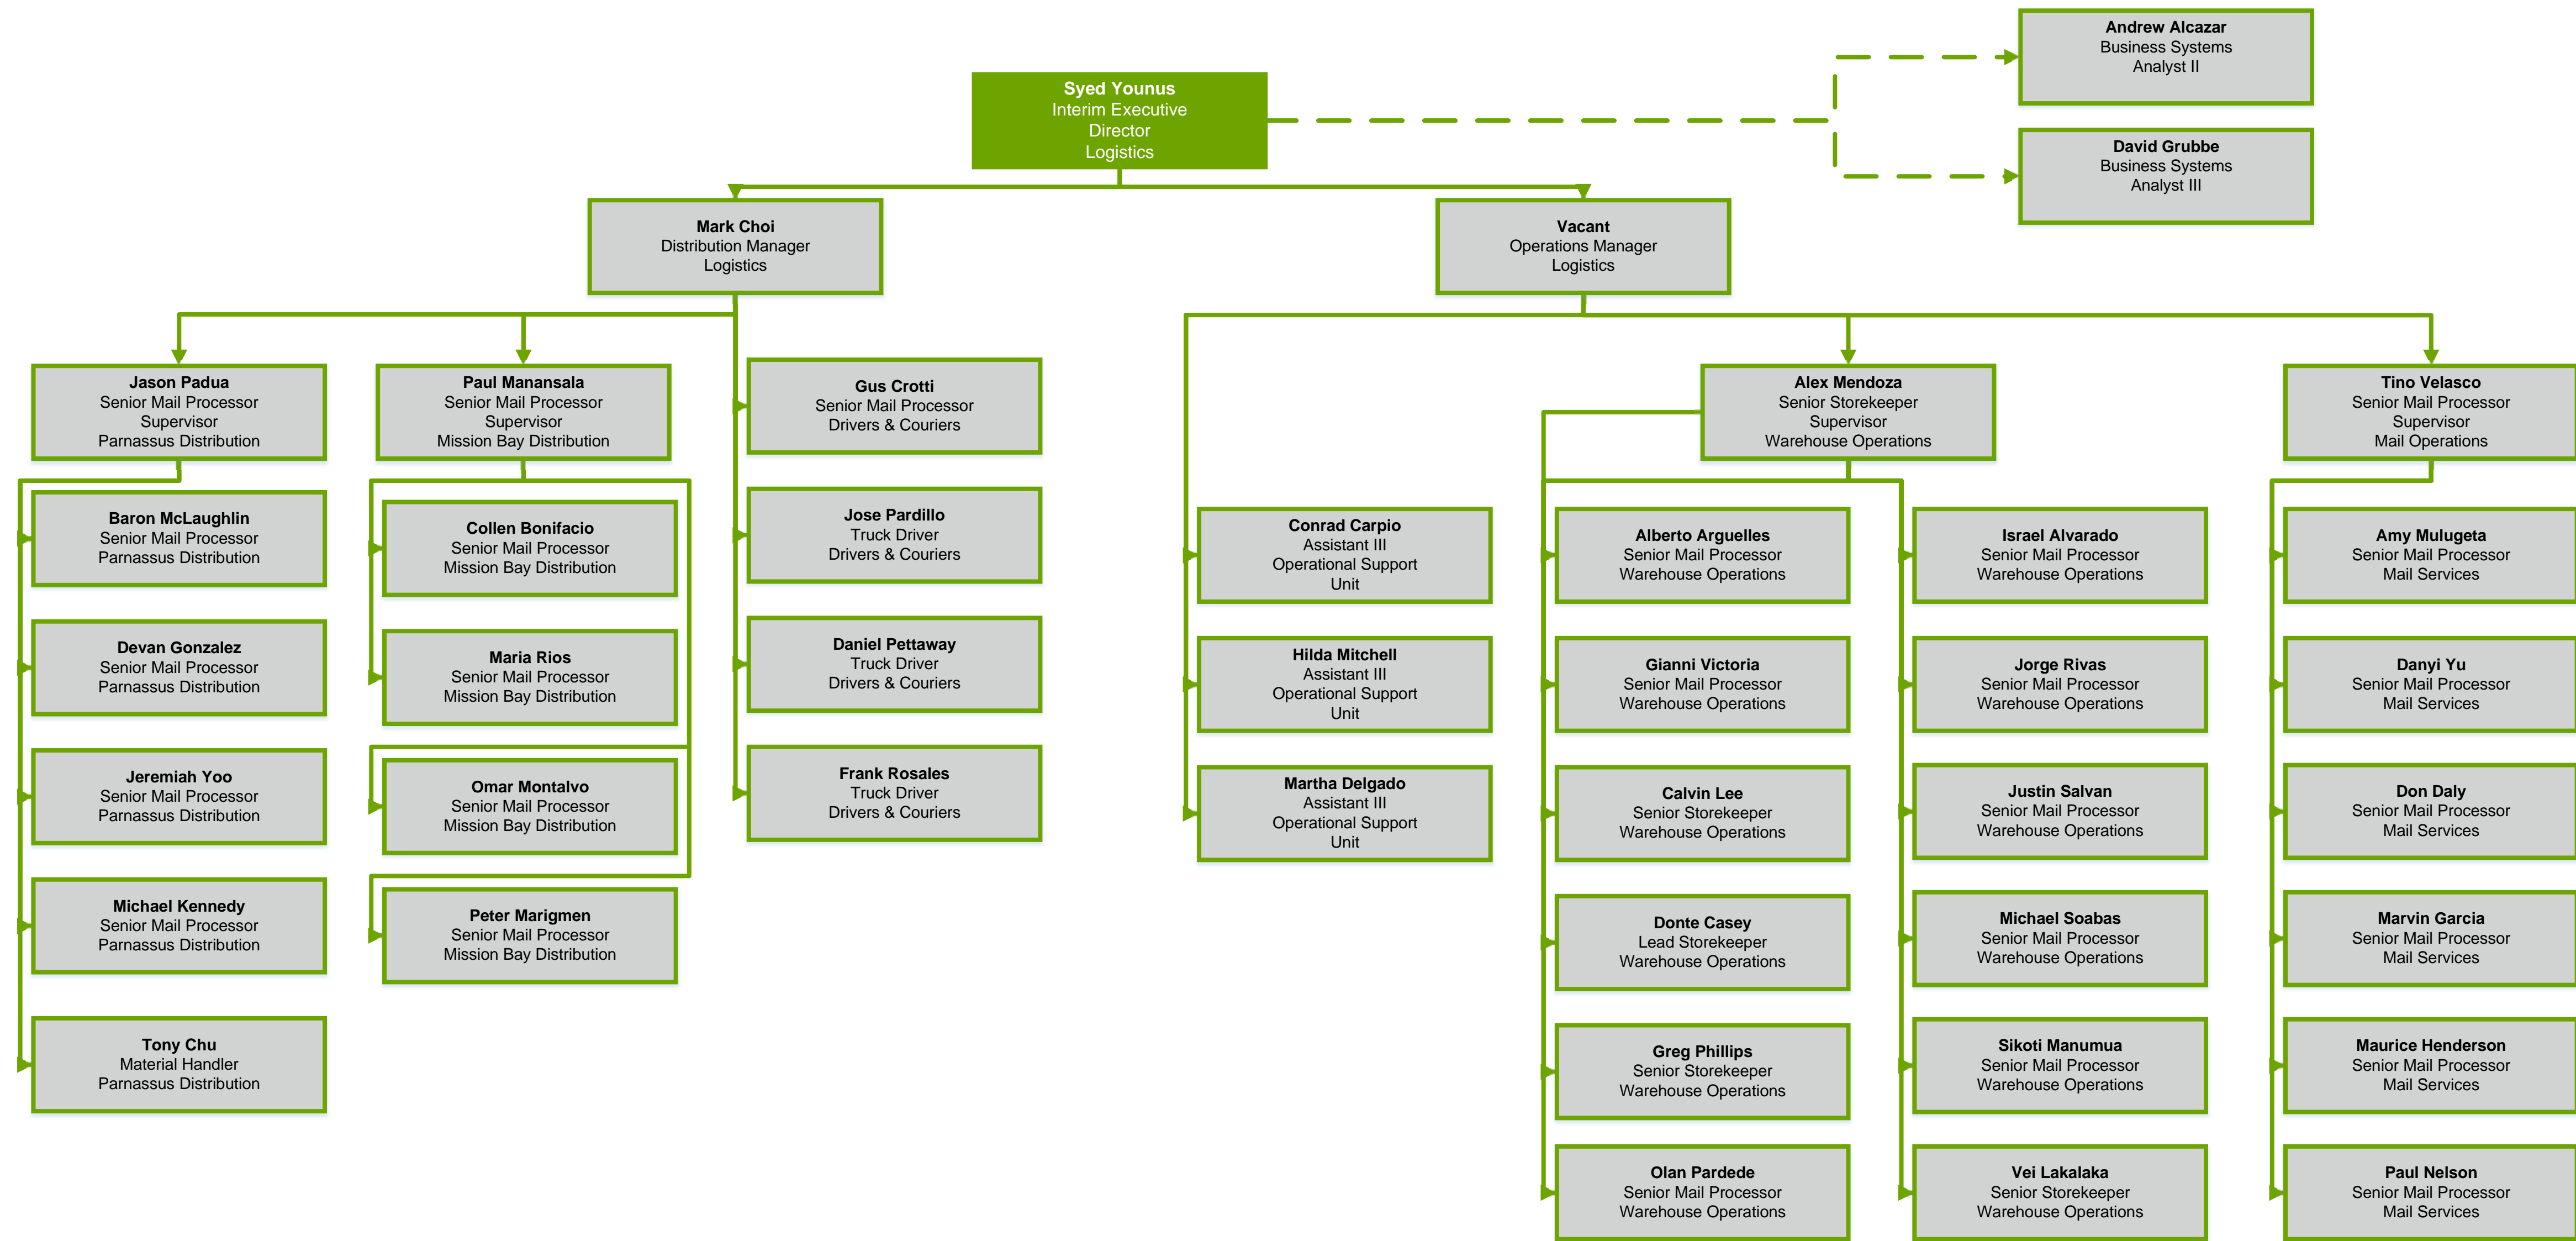 Andrew Alcazar
Business Systems
Analyst II
Syed Younus
Interim Executive
Director
Logistics
David Grubbe
Business Systems
Analyst III
Mark Choi
Distribution Manager
Logistics
Vacant
Operations Manager
Logistics
Jason Padua
Senior Mail Processor
Supervisor
Parnassus Distribution
Baron McLaughlin
Senior Mail Processor
Parnassus Distribution
Devan Gonzalez
Senior Mail Processor
Parnassus Distribution
Jeremiah Yoo
Senior Mail Processor
Parnassus Distribution
Michael Kennedy
Senior Mail Processor
Parnassus Distribution
Tony Chu
Material Handler
Parnassus Distribution
Paul Manansala
Senior Mail Processor
Supervisor
Mission Bay Distribution
Collen Bonifacio
Senior Mail Processor
Mission Bay Distribution
Maria Rios
Senior Mail Processor
Mission Bay Distribution
Omar Montalvo
Senior Mail Processor
Mission Bay Distribution
Peter Marigmen
Senior Mail Processor
Mission Bay Distribution
Gus Crotti
Senior Mail Processor
Drivers & Couriers
Jose Pardillo
Truck Driver
Drivers & Couriers
Daniel Pettaway
Truck Driver
Drivers & Couriers
Frank Rosales
Truck Driver
Drivers & Couriers
Conrad Carpio
Assistant III
Operational Support
Unit
Hilda Mitchell
Assistant III
Operational Support
Unit
Martha Delgado
Assistant III
Operational Support
Unit
Alex Mendoza
Senior Storekeeper
Supervisor
Warehouse Operations
Alberto Arguelles
Senior Mail Processor
Warehouse Operations
Gianni Victoria
Senior Mail Processor
Warehouse Operations
Calvin Lee
Senior Storekeeper
Warehouse Operations
Donte Casey
Lead Storekeeper
Warehouse Operations
Greg Phillips
Senior Storekeeper
Warehouse Operations
Olan Pardede
Senior Mail Processor
Warehouse Operations
Israel Alvarado
Senior Mail Processor
Warehouse Operations
Jorge Rivas
Senior Mail Processor
Warehouse Operations
Justin Salvan
Senior Mail Processor
Warehouse Operations
Michael Soabas
Senior Mail Processor
Warehouse Operations
Sikoti Manumua
Senior Mail Processor
Warehouse Operations
Vei Lakalaka
Senior Storekeeper
Warehouse Operations
Tino Velasco
Senior Mail Processor
Supervisor
Mail Operations
Amy Mulugeta
Senior Mail Processor
Mail Services
Danyi Yu
Senior Mail Processor
Mail Services
Don Daly
Senior Mail Processor
Mail Services
Marvin Garcia
Senior Mail Processor
Mail Services
Maurice Henderson
Senior Mail Processor
Mail Services
Paul Nelson
Senior Mail Processor
Mail Services